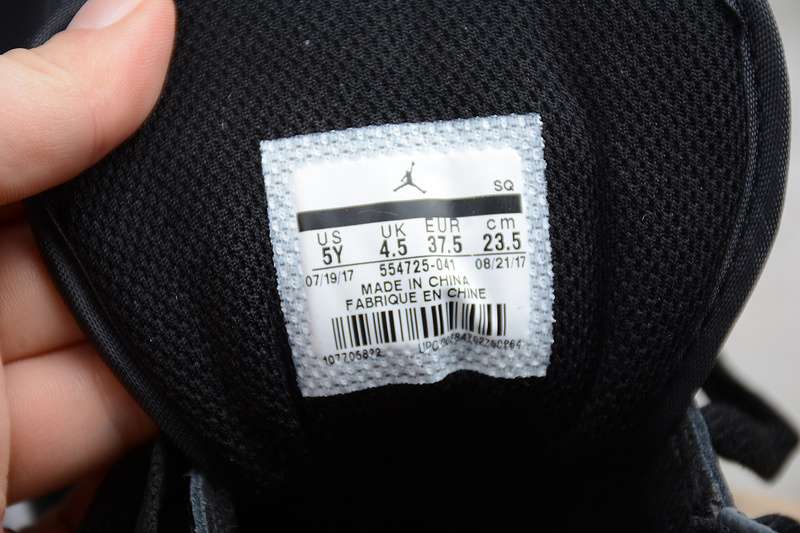 SQ
US UK EUR cm
5Y 4.5 37.5 23.5
07/19/17 554725-041 08/21/17
MADE IN CHINA
FABRIQUE EN CHINE